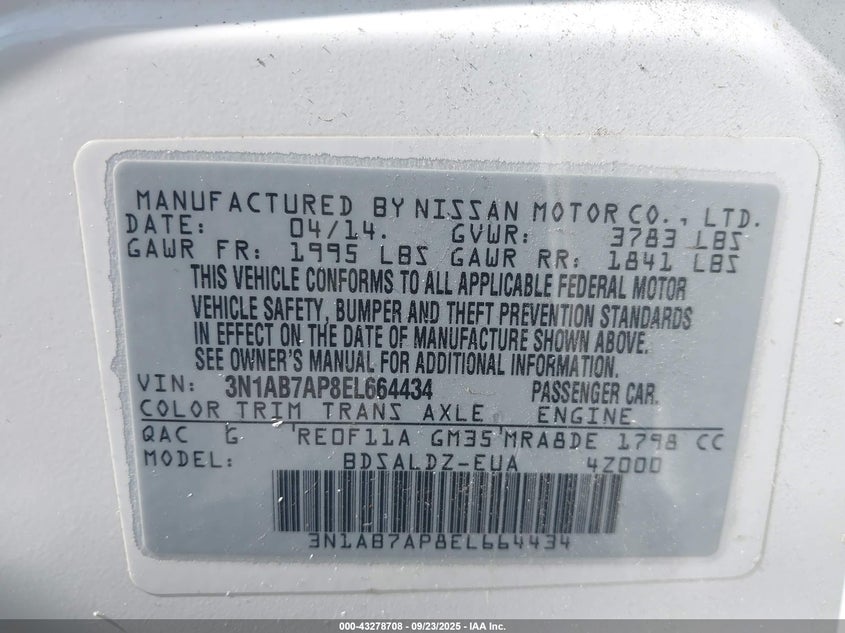 MANUFACTURED BY NISSAN MOTOR CO., LTD.
DATE: 04/14. GVWR: 3783 LBS
GAWR FR: 1995 LBS GAWR RR: 1841 LBS
THIS VEHICLE CONFORMS TO ALL APPLICABLE FEDERAL MOTOR
VEHICLE SAFETY, BUMPER AND THEFT PREVENTION STANDARDS
IN EFFECT ON THE DATE OF MANUFACTURE SHOWN ABOVE.
SEE OWNER'S MANUAL FOR ADDITIONAL INFORMATION.
VIN: 3N1AB7AP8EL664434 PASSENGER CAR.
COLOR TRIM TRANS AXLE ENGINE
QAC G 'RE0F11A GM35'MRA8DE 1798 CC
MODEL: BDSALDZ-EUA 4Z000
3N1AB7AP8EL664434
000-43278708 - 09/23/2025 - IAA Inc.